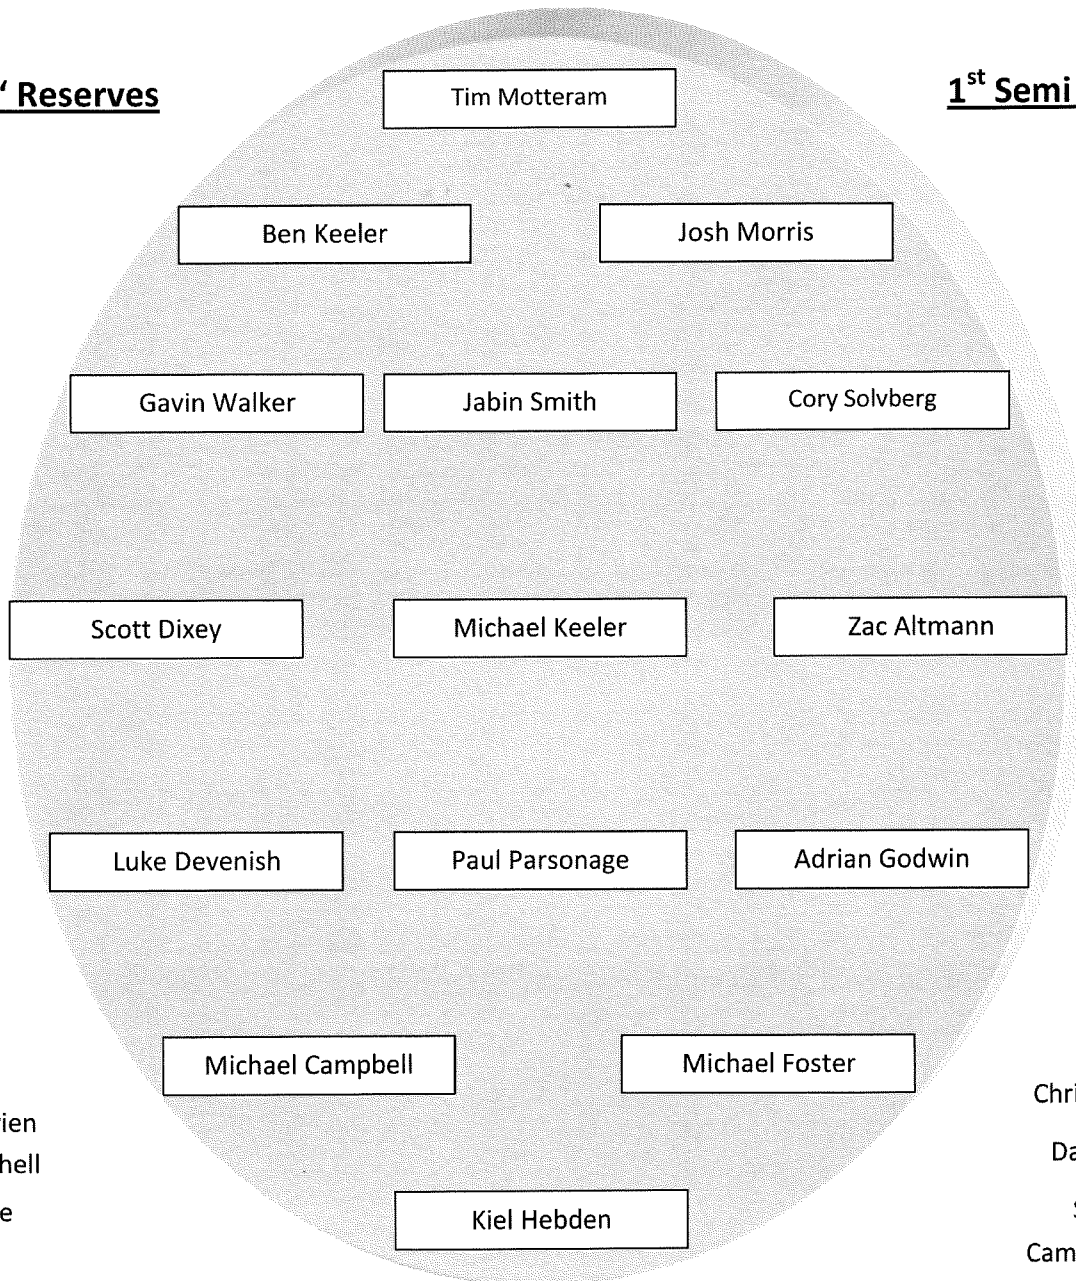 ‘ Reserves
1st Semi
Tim Motteram
Ben Keeler
Josh Morris
Gavin Walker
Jabin Smith
Cory Solvberg
Scott Dixey
Michael Keeler
Zac Altmann
Luke Devenish
Paul Parsonage
Adrian Godwin
Michael Campbell
Michael Foster
Kiel Hebden